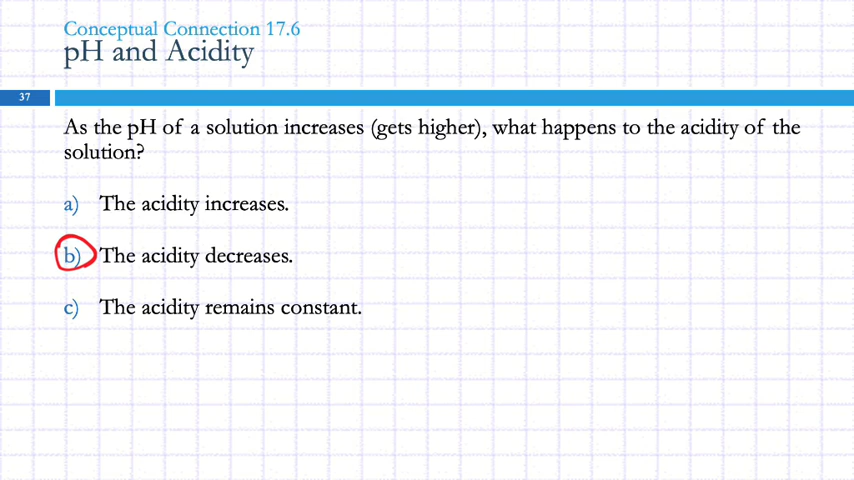 Conceptual Connection 17.6
pH and Acidity
37
As the pH of a solution increases (gets higher), what happens to the acidity of the
solution?
a) The acidity increases.
b) The acidity decreases.
c) The acidity remains constant.